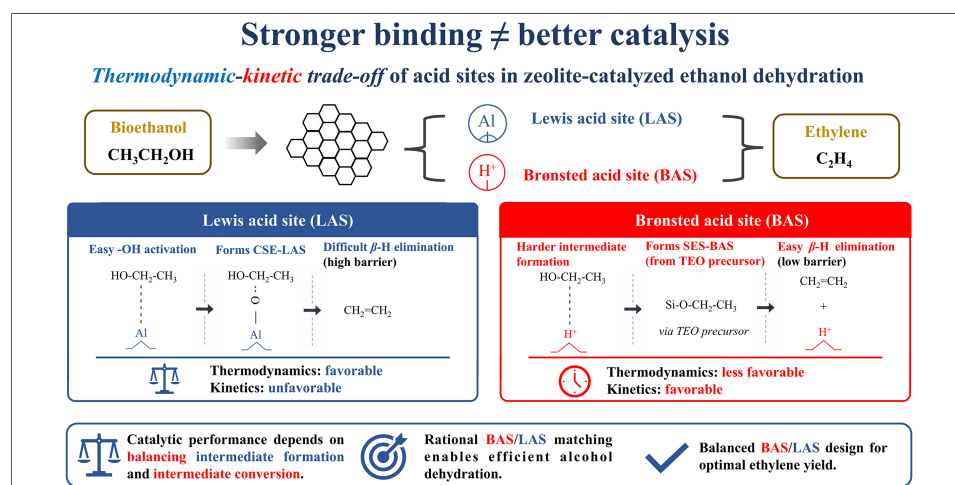 Stronger binding ≠ better catalysis
Thermodynamic-kinetic trade-off of acid sites in zeolite-catalyzed ethanol dehydration
Bioethanol
CH₃CH₂OH
Al
Lewis acid site (LAS)
H⁺
Brønsted acid site (BAS)
Ethylene
C₂H₄
Lewis acid site (LAS)
Easy -OH activation
Forms CSE-LAS
Difficult β-H elimination
(high barrier)
HO-CH₂-CH₃
HO-CH₂-CH₃
O
CH₂=CH₂
Al
Al
Thermodynamics: favorable
Kinetics: unfavorable
Brønsted acid site (BAS)
Harder intermediate
formation
Forms SES-BAS
(from TEO precursor)
Easy β-H elimination
(low barrier)
HO-CH₂-CH₃
CH₂=CH₂
Si-O-CH₂-CH₃
+
H⁺
via TEO precursor
H⁺
Thermodynamics: less favorable
Kinetics: favorable
Catalytic performance depends on
balancing intermediate formation
and intermediate conversion.
Rational BAS/LAS matching
enables efficient alcohol
dehydration.
Balanced BAS/LAS design for
optimal ethylene yield.